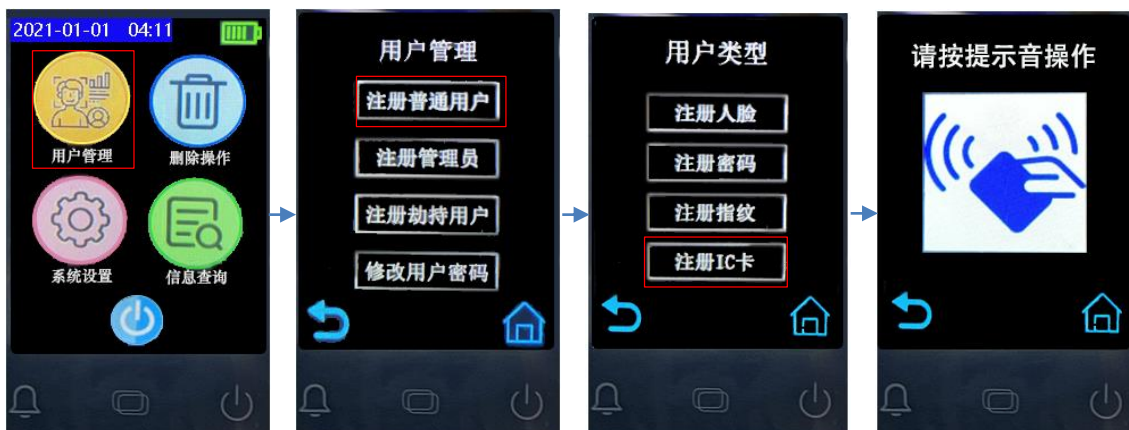 2021-01-01 04:11
用户管理
删除操作
系统设置
信息查询
用户管理
注册普通用户
注册管理员
注册劫持用户
修改用户密码
用户类型
注册人脸
注册密码
注册指纹
注册IC卡
请按提示音操作